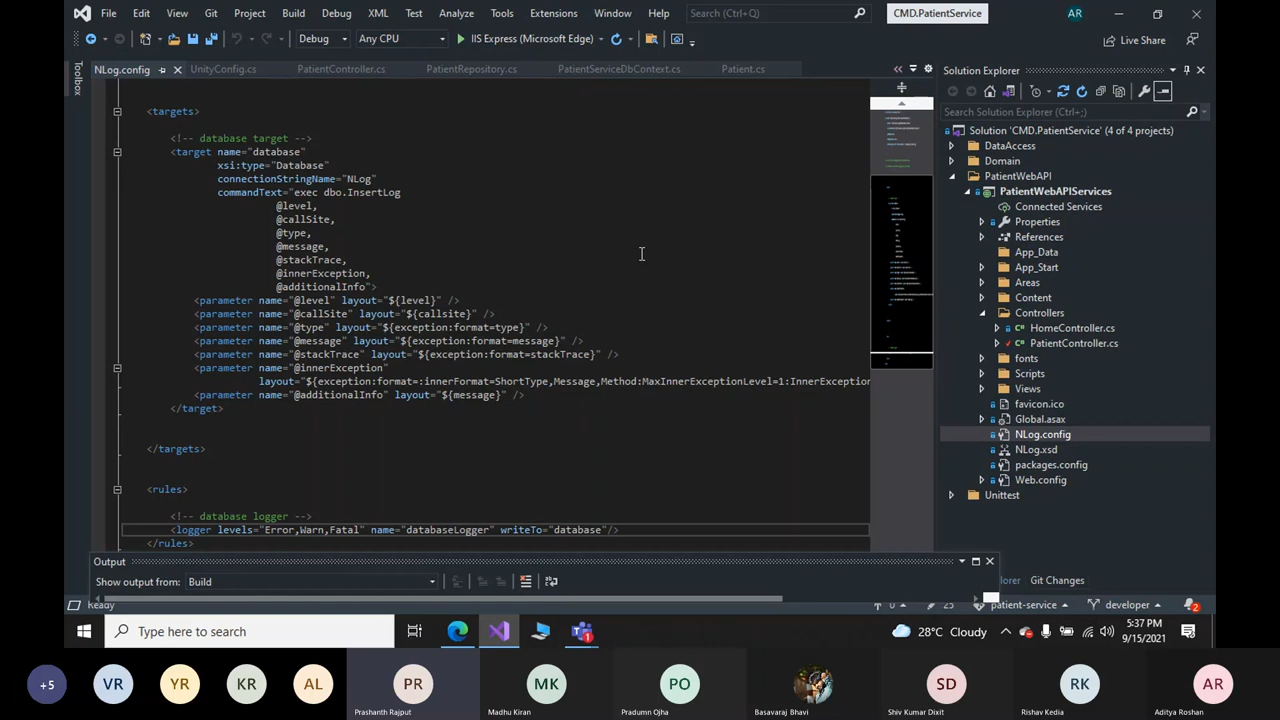 File Edit View Git Project Build Debug XML Test Analyze Tools Extensions Window Help Search (Ctrl+Q) CMD.PatientService AR
Debug Any CPU IIS Express (Microsoft Edge) Live Share
Toolbox
NLog.config UnityConfig.cs PatientController.cs PatientRepository.cs PatientServiceDbContext.cs Patient.cs
<targets>
<!-- database target -->
<target name="database"
xsi:type="Database"
connectionStringName="NLog"
commandText="exec dbo.InsertLog
@level,
@callSite,
@type,
@message,
@stackTrace,
@innerException,
@additionalInfo">
<parameter name="@level" layout="${level}" />
<parameter name="@callSite" layout="${callsite}" />
<parameter name="@type" layout="${exception:format=type}" />
<parameter name="@message" layout="${exception:format=message}" />
<parameter name="@stackTrace" layout="${exception:format=stackTrace}" />
<parameter name="@innerException"
layout="${exception:format=:innerFormat=ShortType,Message,Method:MaxInnerExceptionLevel=1:InnerException
<parameter name="@additionalInfo" layout="${message}" />
</target>
</targets>
<rules>
<!-- database logger -->
<logger levels="Error,Warn,Fatal" name="databaseLogger" writeTo="database"/>
</rules>
Solution Explorer
Search Solution Explorer (Ctrl+;)
Solution 'CMD.PatientService' (4 of 4 projects)
DataAccess
Domain
PatientWebAPI
PatientWebAPIServices
Connected Services
Properties
References
App_Data
App_Start
Areas
Content
Controllers
HomeController.cs
PatientController.cs
fonts
Scripts
Views
favicon.ico
Global.asax
NLog.config
NLog.xsd
packages.config
Web.config
Unittest
Output
Show output from: Build
lorer Git Changes
Ready 0 25 patient-service developer 2
Type here to search 1 28°C Cloudy 5:37 PM
9/15/2021
+5 VR YR KR AL PR MK PO SD RK AR
Prashanth Rajput Madhu Kiran Pradumn Ojha Basavaraj Bhavi Shiv Kumar Dixit Rishav Kedia Aditya Roshan